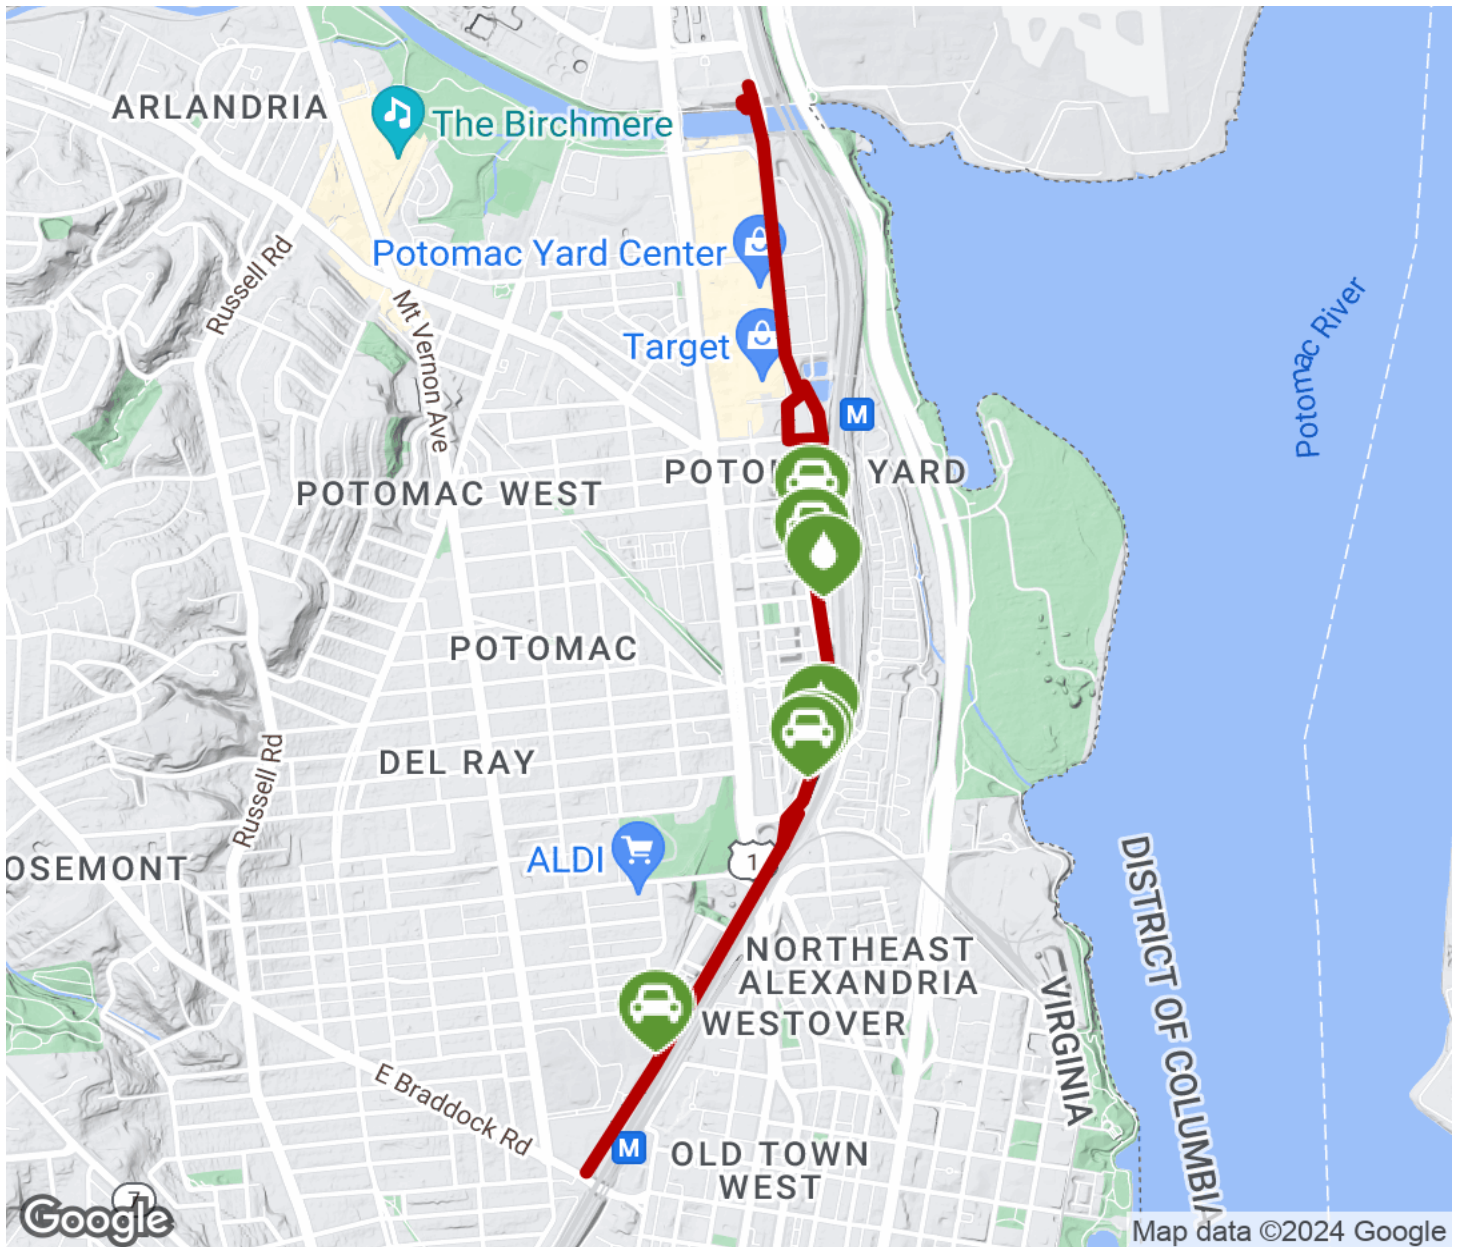 ARLANDRIA
The Birchmere
Potomac Yard Center
Russell Rd
Mt Vernon Ave
Target
Potomac River
M
POTOMAC WEST
YARD
POTOMAC
DEL RAY
Russell Rd
ALDI
1
OSEMONT
NORTHEAST
ALEXANDRIA
WESTOVER
VIRGINIA
DISTRICT OF COLUMBIA
E Braddock Rd
M
OLD TOWN
WEST
7
Google
Map data ©2024 Google